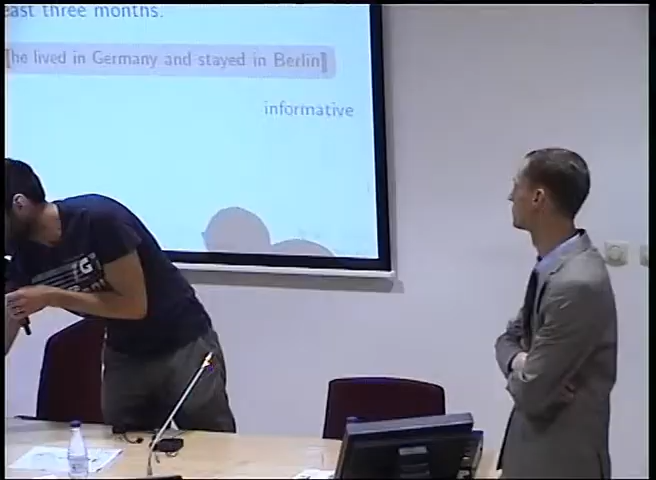 east three months.
[he lived in Germany and stayed in Berlin]
informative
G